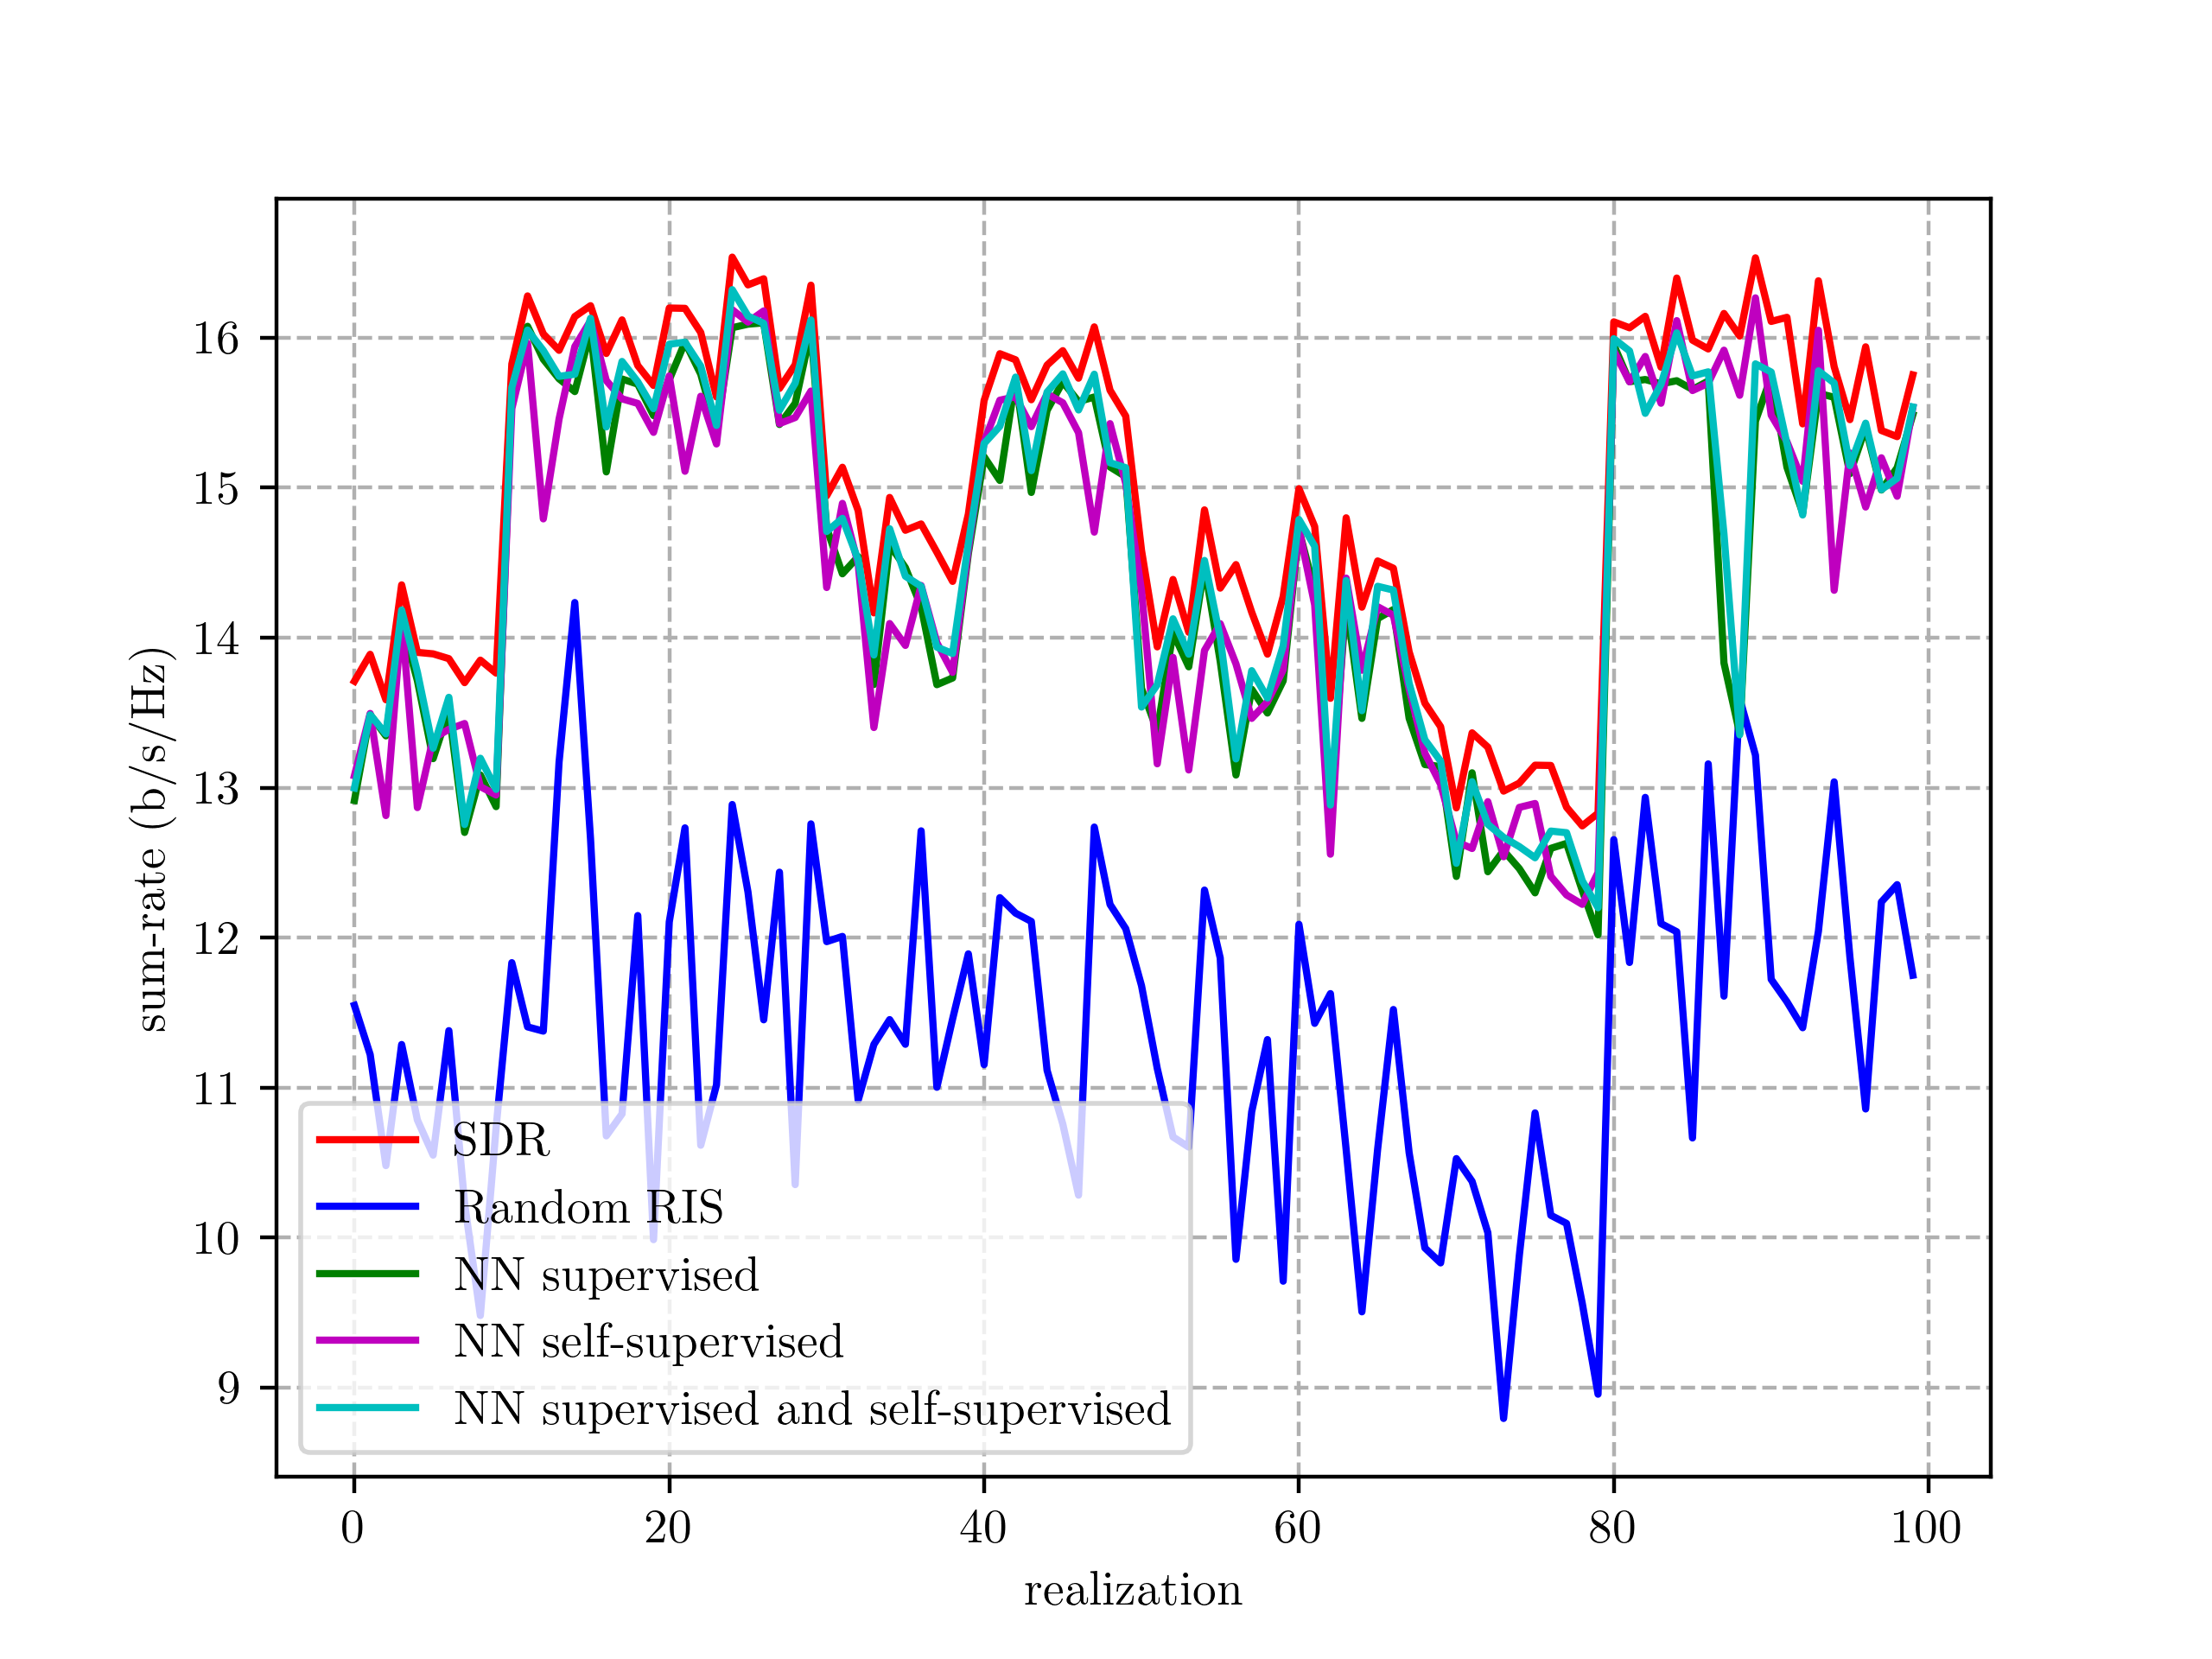 sum-rate (b/s/Hz)
16
15
14
13
12
11
10
9
SDR
Random RIS
NN supervised
NN self-supervised
NN supervised and self-supervised
0 20 40 60 80 100
realization